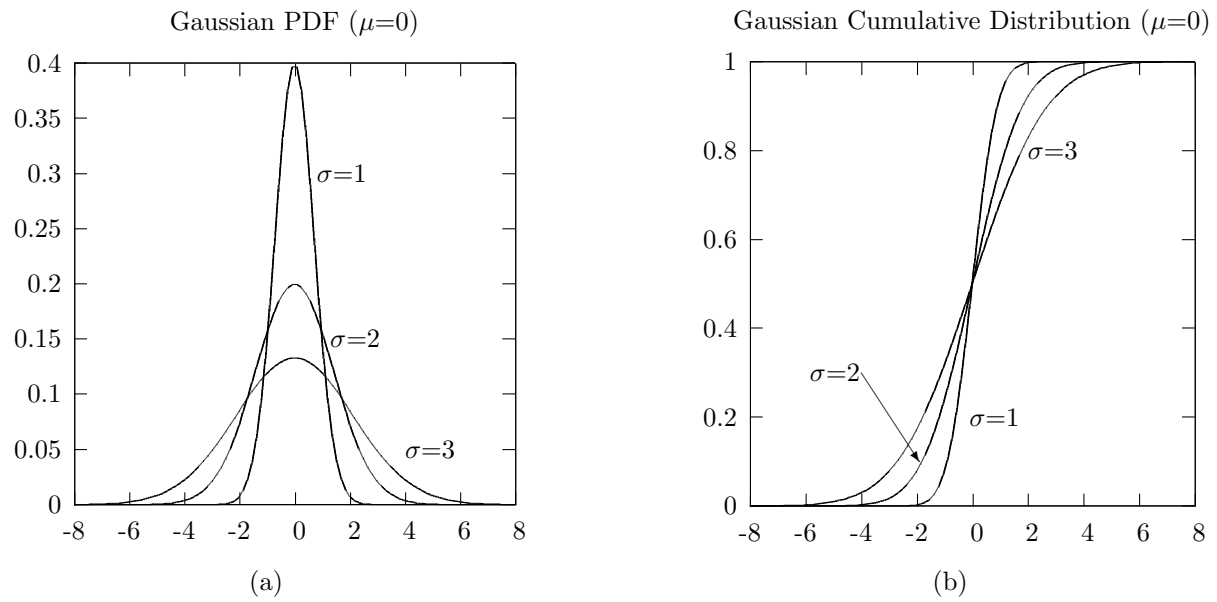 Gaussian PDF (μ=0)
0.4
0.35
0.3
0.25
0.2
0.15
0.1
0.05
0
σ=1
σ=2
σ=3
-8 -6 -4 -2 0 2 4 6 8
(a)
Gaussian Cumulative Distribution (μ=0)
1
0.8
0.6
0.4
0.2
0
σ=3
σ=2
σ=1
-8 -6 -4 -2 0 2 4 6 8
(b)